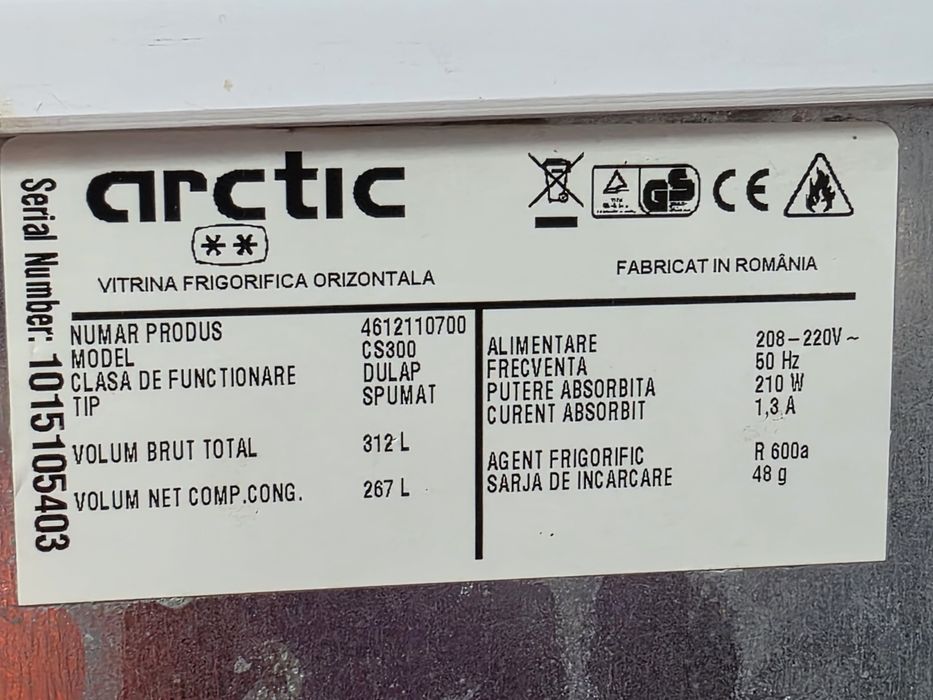 arctic
**
VITRINA FRIGORIFICA ORIZONTALA
GS
CE
FABRICAT IN ROMÂNIA
Serial Number: 10151105403
NUMAR PRODUS 4612110700
MODEL CS300
CLASA DE FUNCTIONARE DULAP
TIP SPUMAT
VOLUM BRUT TOTAL 312 L
VOLUM NET COMP.CONG. 267 L
ALIMENTARE 208-220V~
FRECVENTA 50 Hz
PUTERE ABSORBITA 210 W
CURENT ABSORBIT 1,3 A
AGENT FRIGORIFIC R 600a
SARJA DE INCARCARE 48 g